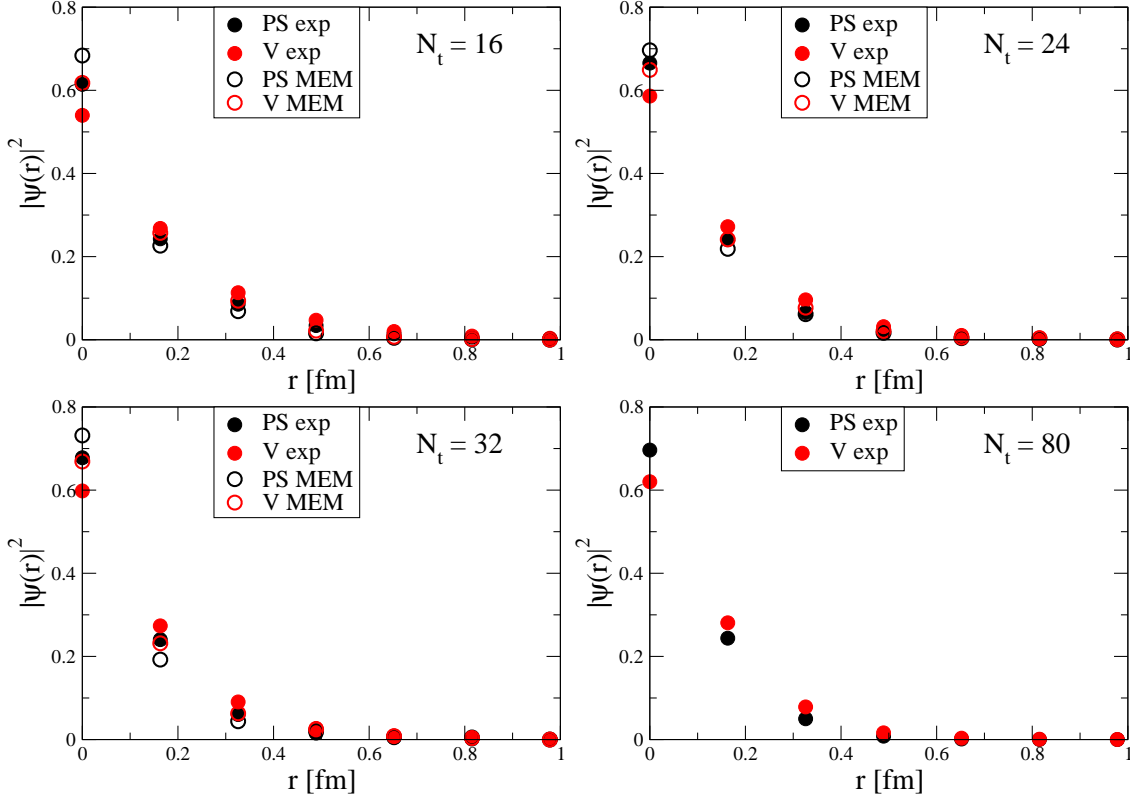 PS exp
V exp
PS MEM
V MEM
N_t = 16
|ψ(r)|^2
0.8
0.6
0.4
0.2
0
0 0.2 0.4 0.6 0.8 1
r [fm]
PS exp
V exp
PS MEM
V MEM
N_t = 24
|ψ(r)|^2
0.8
0.6
0.4
0.2
0
0 0.2 0.4 0.6 0.8 1
r [fm]
PS exp
V exp
PS MEM
V MEM
N_t = 32
|ψ(r)|^2
0.8
0.6
0.4
0.2
0
0 0.2 0.4 0.6 0.8 1
r [fm]
PS exp
V exp
N_t = 80
|ψ(r)|^2
0.8
0.6
0.4
0.2
0
0 0.2 0.4 0.6 0.8 1
r [fm]